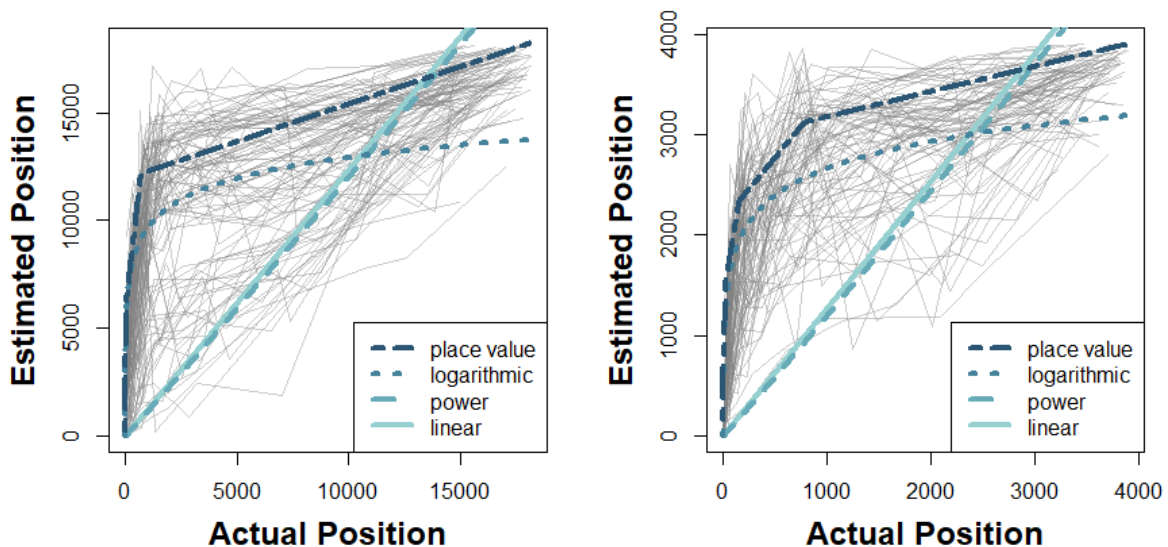 Estimated Position
15000
10000
5000
0
place value
logarithmic
power
linear
0 5000 10000 15000
Actual Position
Estimated Position
4000
3000
2000
1000
0
place value
logarithmic
power
linear
0 1000 2000 3000 4000
Actual Position